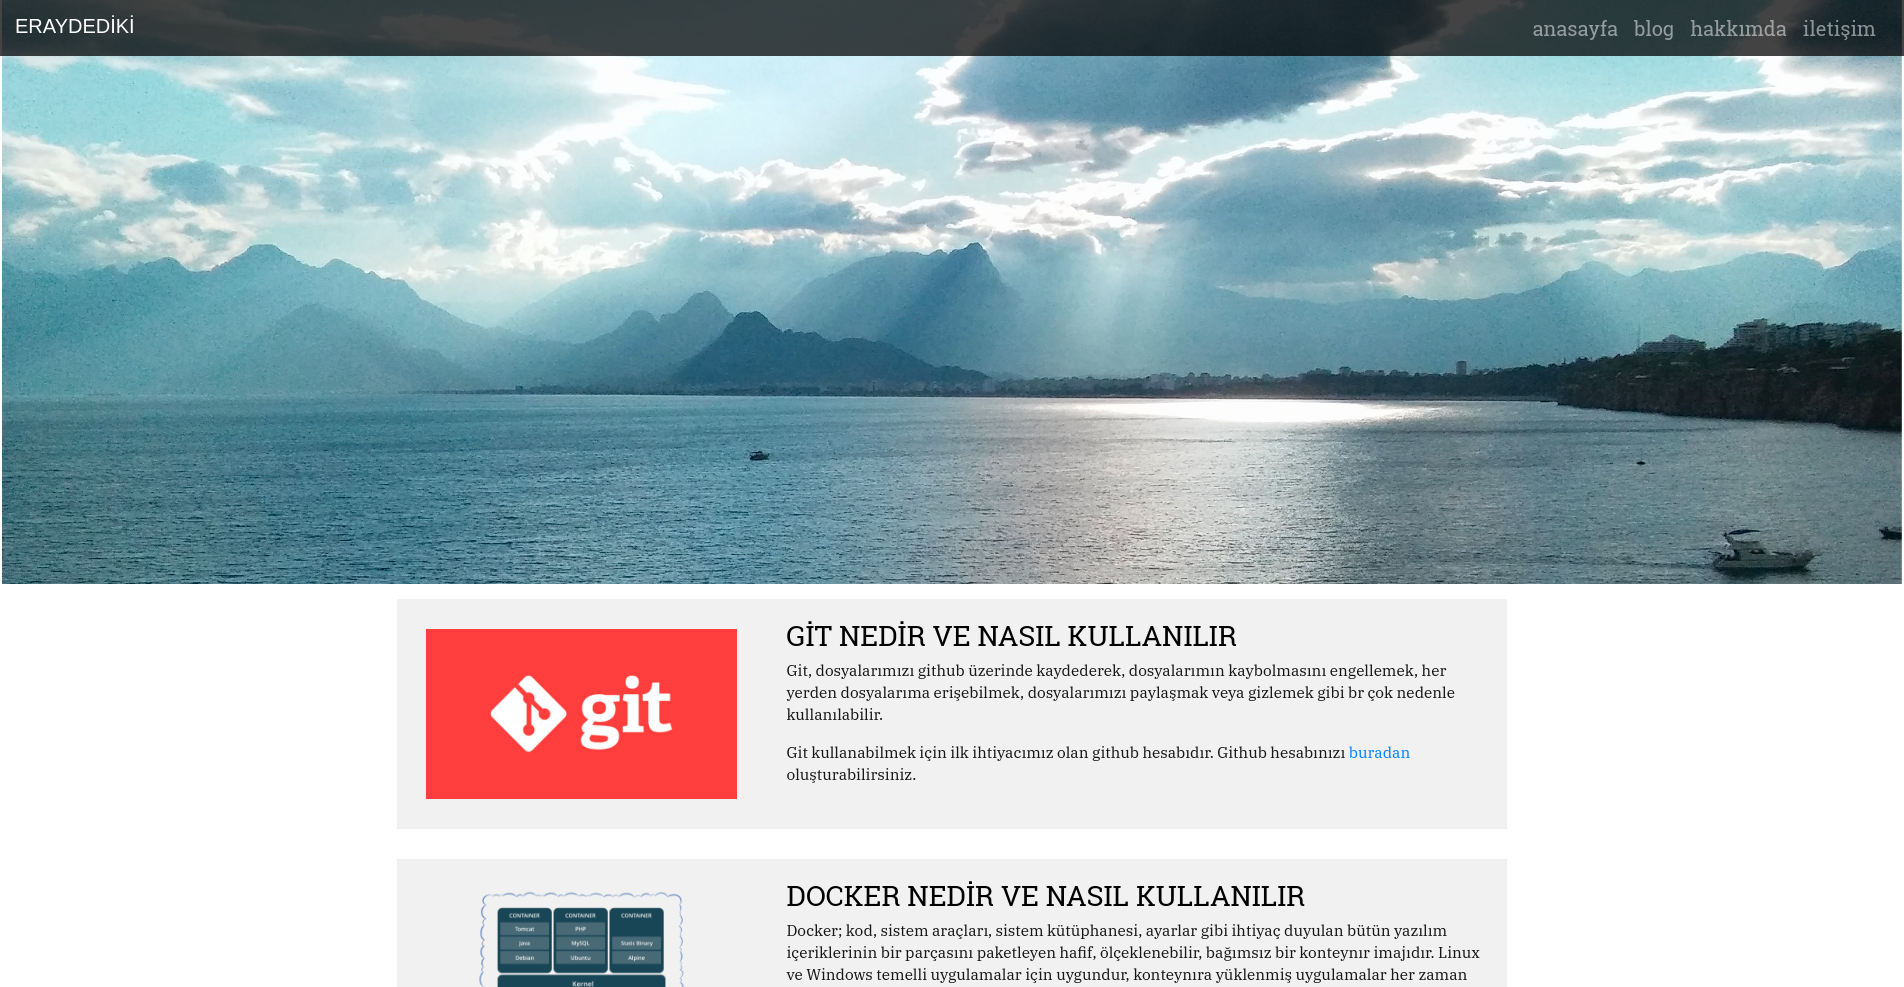 ERAYDEDİKİ
anasayfa blog hakkımda iletişim
git
GİT NEDİR VE NASIL KULLANILIR
Git, dosyalarımızı github üzerinde kaydederek, dosyalarımın kaybolmasını engellemek, her
yerden dosyalarıma erişebilmek, dosyalarımızı paylaşmak veya gizlemek gibi br çok nedenle
kullanılabilir.
Git kullanabilmek için ilk ihtiyacımız olan github hesabıdır. Github hesabınızı buradan
oluşturabilirsiniz.
CONTAINER CONTAINER CONTAINER
Tomcat PHP
Java MySQL Static Binary
Debian Ubuntu Alpine
Kernel
DOCKER NEDİR VE NASIL KULLANILIR
Docker; kod, sistem araçları, sistem kütüphanesi, ayarlar gibi ihtiyaç duyulan bütün yazılım
içeriklerinin bir parçasını paketleyen hafif, ölçeklenebilir, bağımsız bir konteynır imajıdır. Linux
ve Windows temelli uygulamalar için uygundur, konteynıra yüklenmiş uygulamalar her zaman